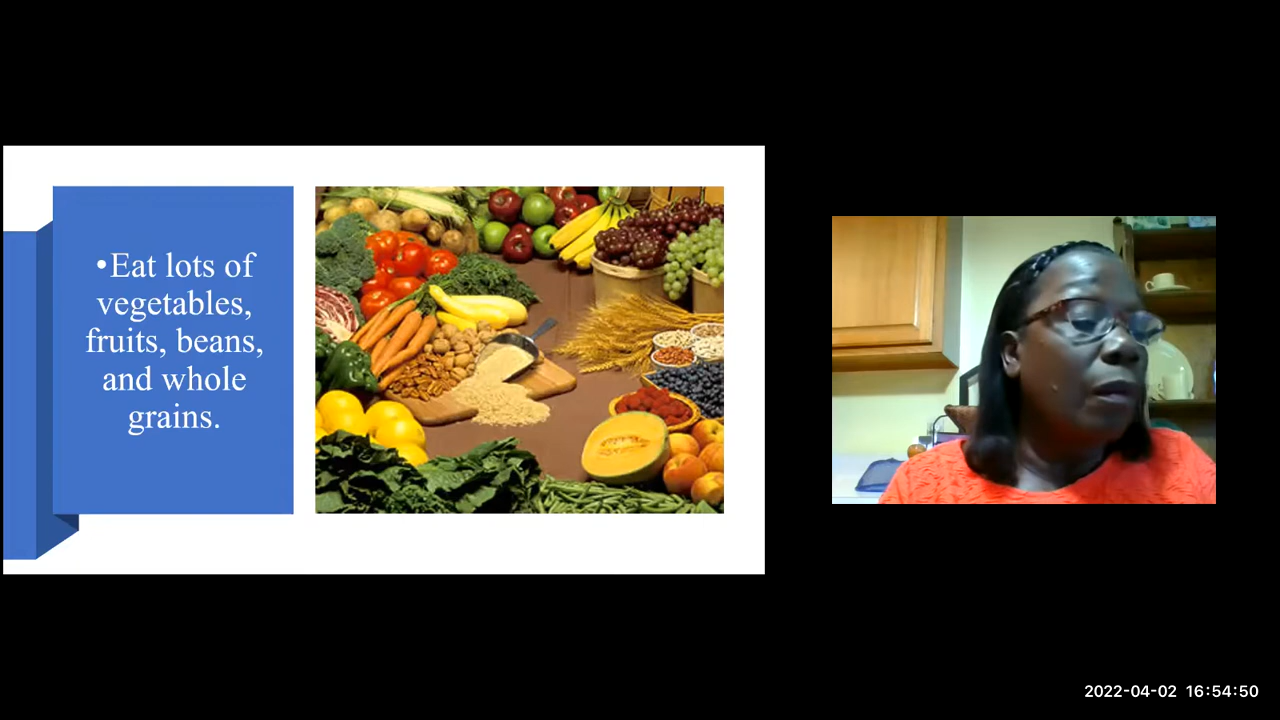 •Eat lots of
vegetables,
fruits, beans,
and whole
grains.
2022-04-02 16:54:50